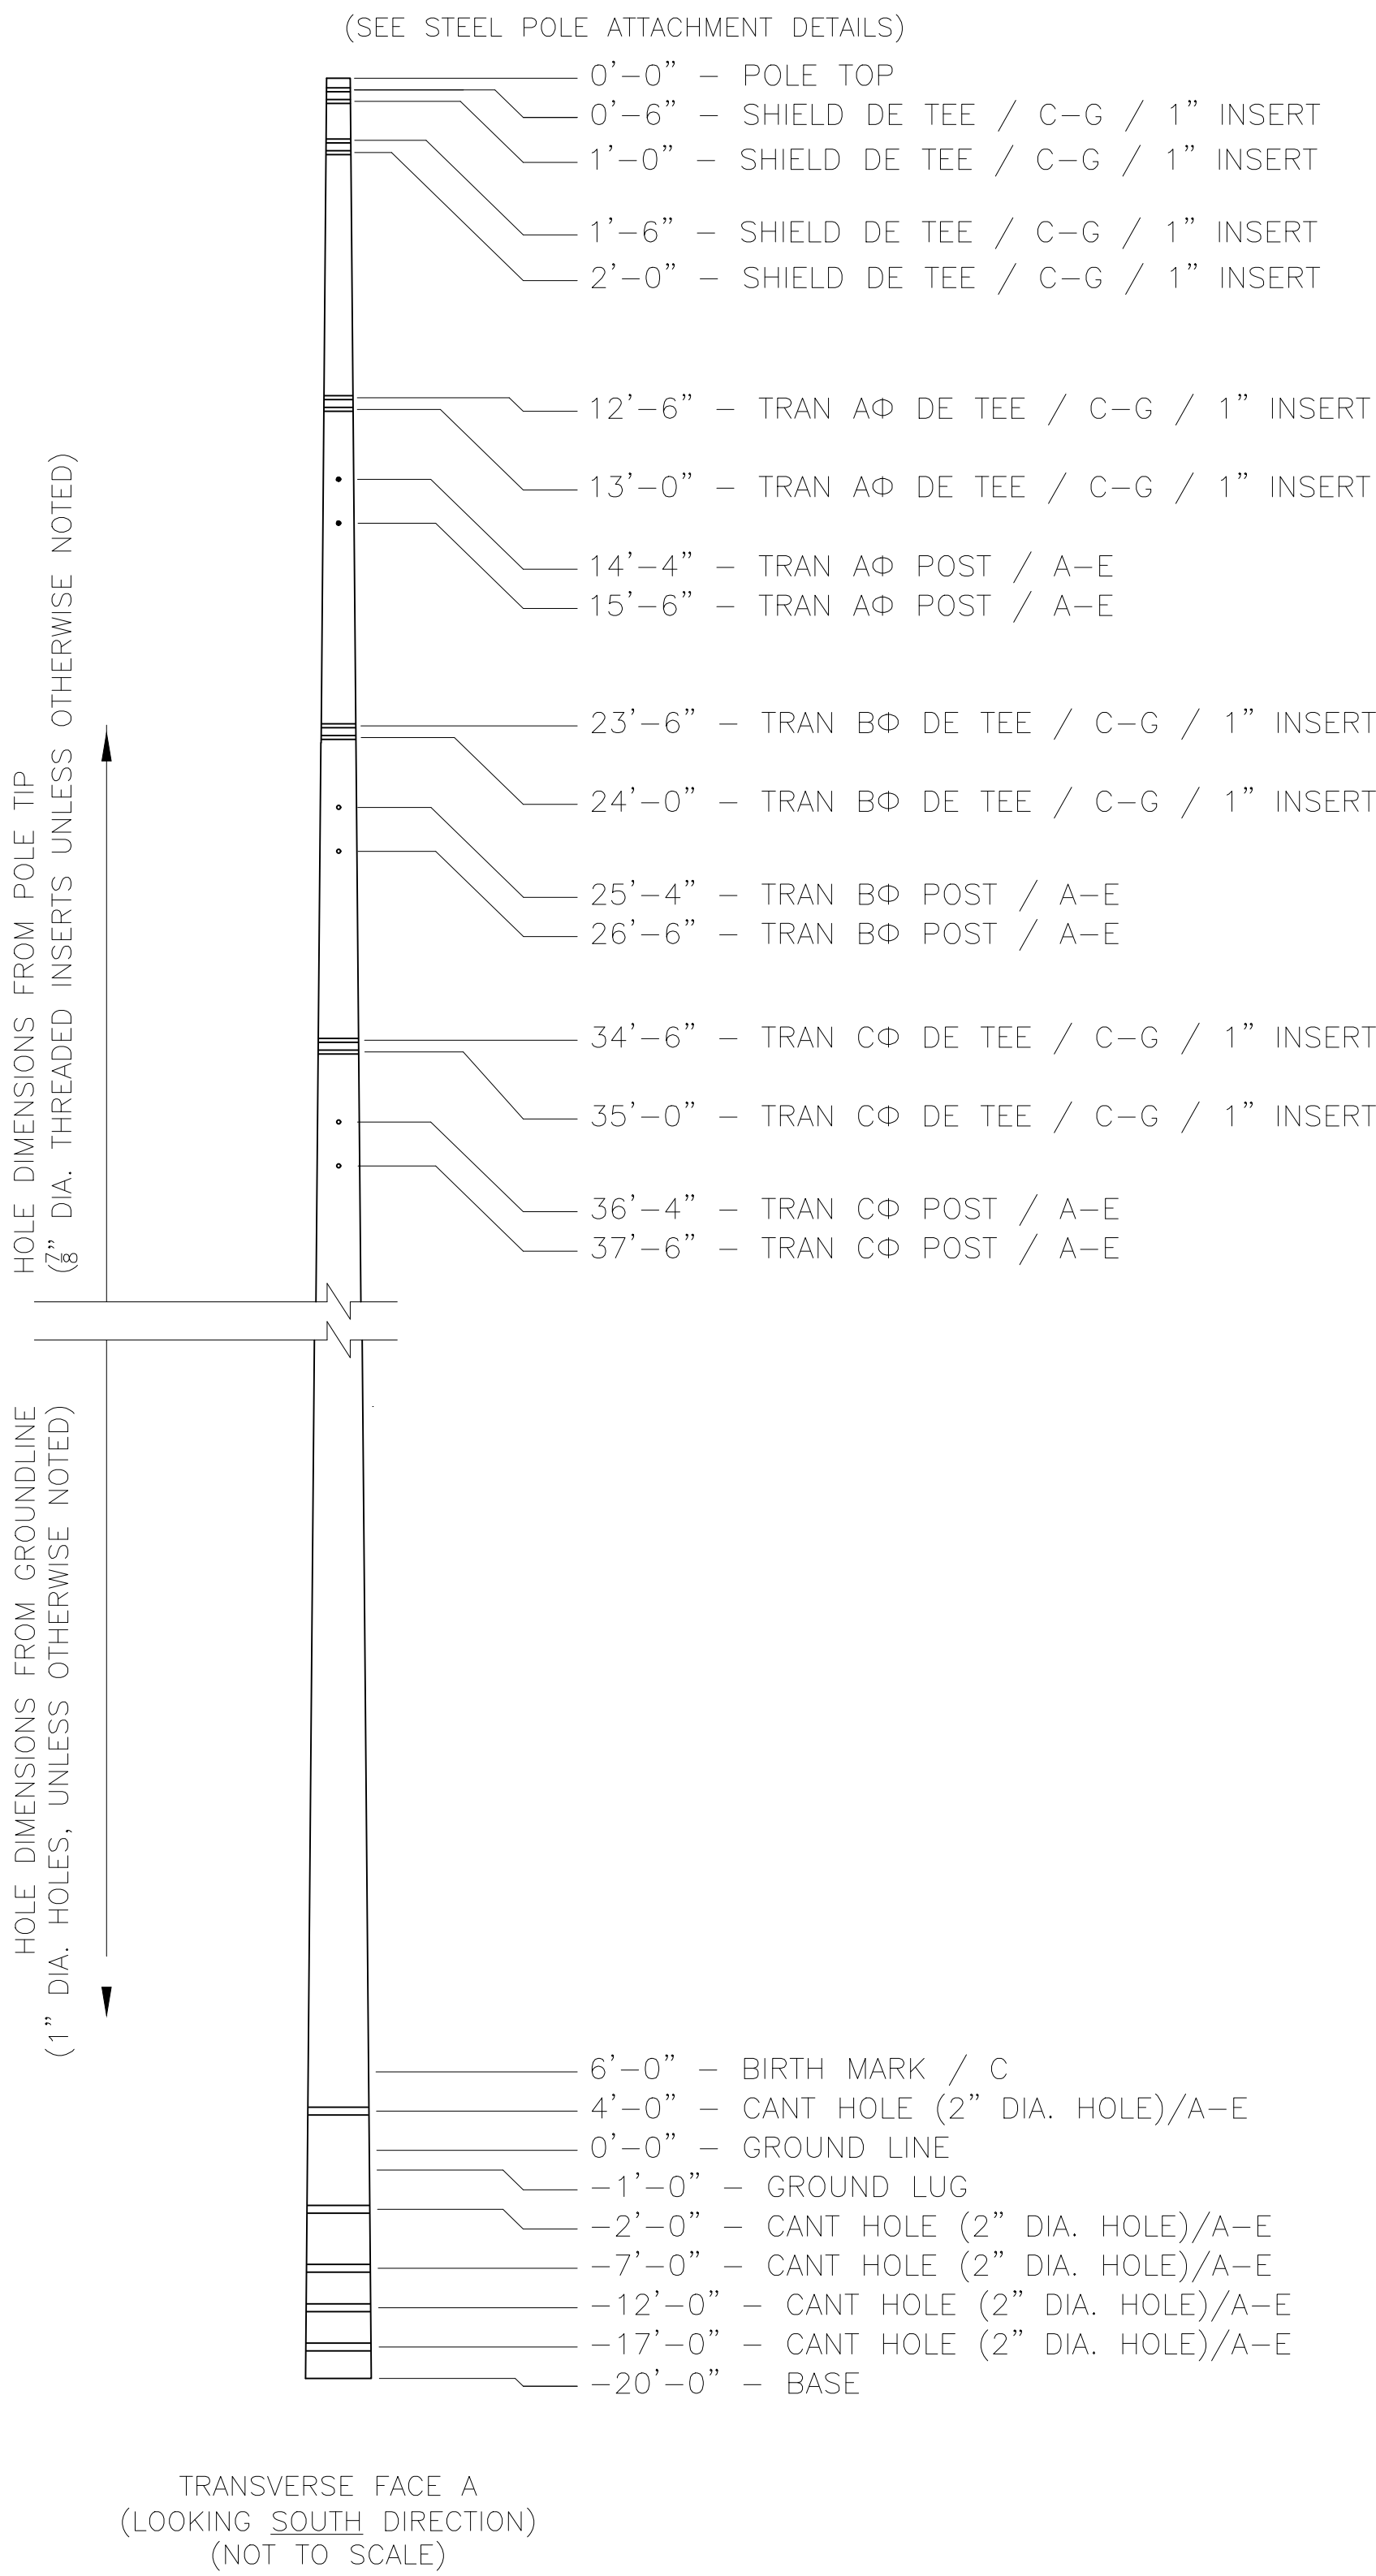 (SEE STEEL POLE ATTACHMENT DETAILS)
0'-0" - POLE TOP
0'-6" - SHIELD DE TEE / C-G / 1" INSERT
1'-0" - SHIELD DE TEE / C-G / 1" INSERT
1'-6" - SHIELD DE TEE / C-G / 1" INSERT
2'-0" - SHIELD DE TEE / C-G / 1" INSERT
12'-6" - TRAN AΦ DE TEE / C-G / 1" INSERT
13'-0" - TRAN AΦ DE TEE / C-G / 1" INSERT
14'-4" - TRAN AΦ POST / A-E
15'-6" - TRAN AΦ POST / A-E
23'-6" - TRAN BΦ DE TEE / C-G / 1" INSERT
24'-0" - TRAN BΦ DE TEE / C-G / 1" INSERT
25'-4" - TRAN BΦ POST / A-E
26'-6" - TRAN BΦ POST / A-E
34'-6" - TRAN CΦ DE TEE / C-G / 1" INSERT
35'-0" - TRAN CΦ DE TEE / C-G / 1" INSERT
36'-4" - TRAN CΦ POST / A-E
37'-6" - TRAN CΦ POST / A-E
HOLE DIMENSIONS FROM POLE TIP
(7/8" DIA. THREADED INSERTS UNLESS OTHERWISE NOTED)
HOLE DIMENSIONS FROM GROUNDLINE
(1" DIA. HOLES, UNLESS OTHERWISE NOTED)
6'-0" - BIRTH MARK / C
4'-0" - CANT HOLE (2" DIA. HOLE)/A-E
0'-0" - GROUND LINE
-1'-0" - GROUND LUG
-2'-0" - CANT HOLE (2" DIA. HOLE)/A-E
-7'-0" - CANT HOLE (2" DIA. HOLE)/A-E
-12'-0" - CANT HOLE (2" DIA. HOLE)/A-E
-17'-0" - CANT HOLE (2" DIA. HOLE)/A-E
-20'-0" - BASE
TRANSVERSE FACE A
(LOOKING SOUTH DIRECTION)
(NOT TO SCALE)